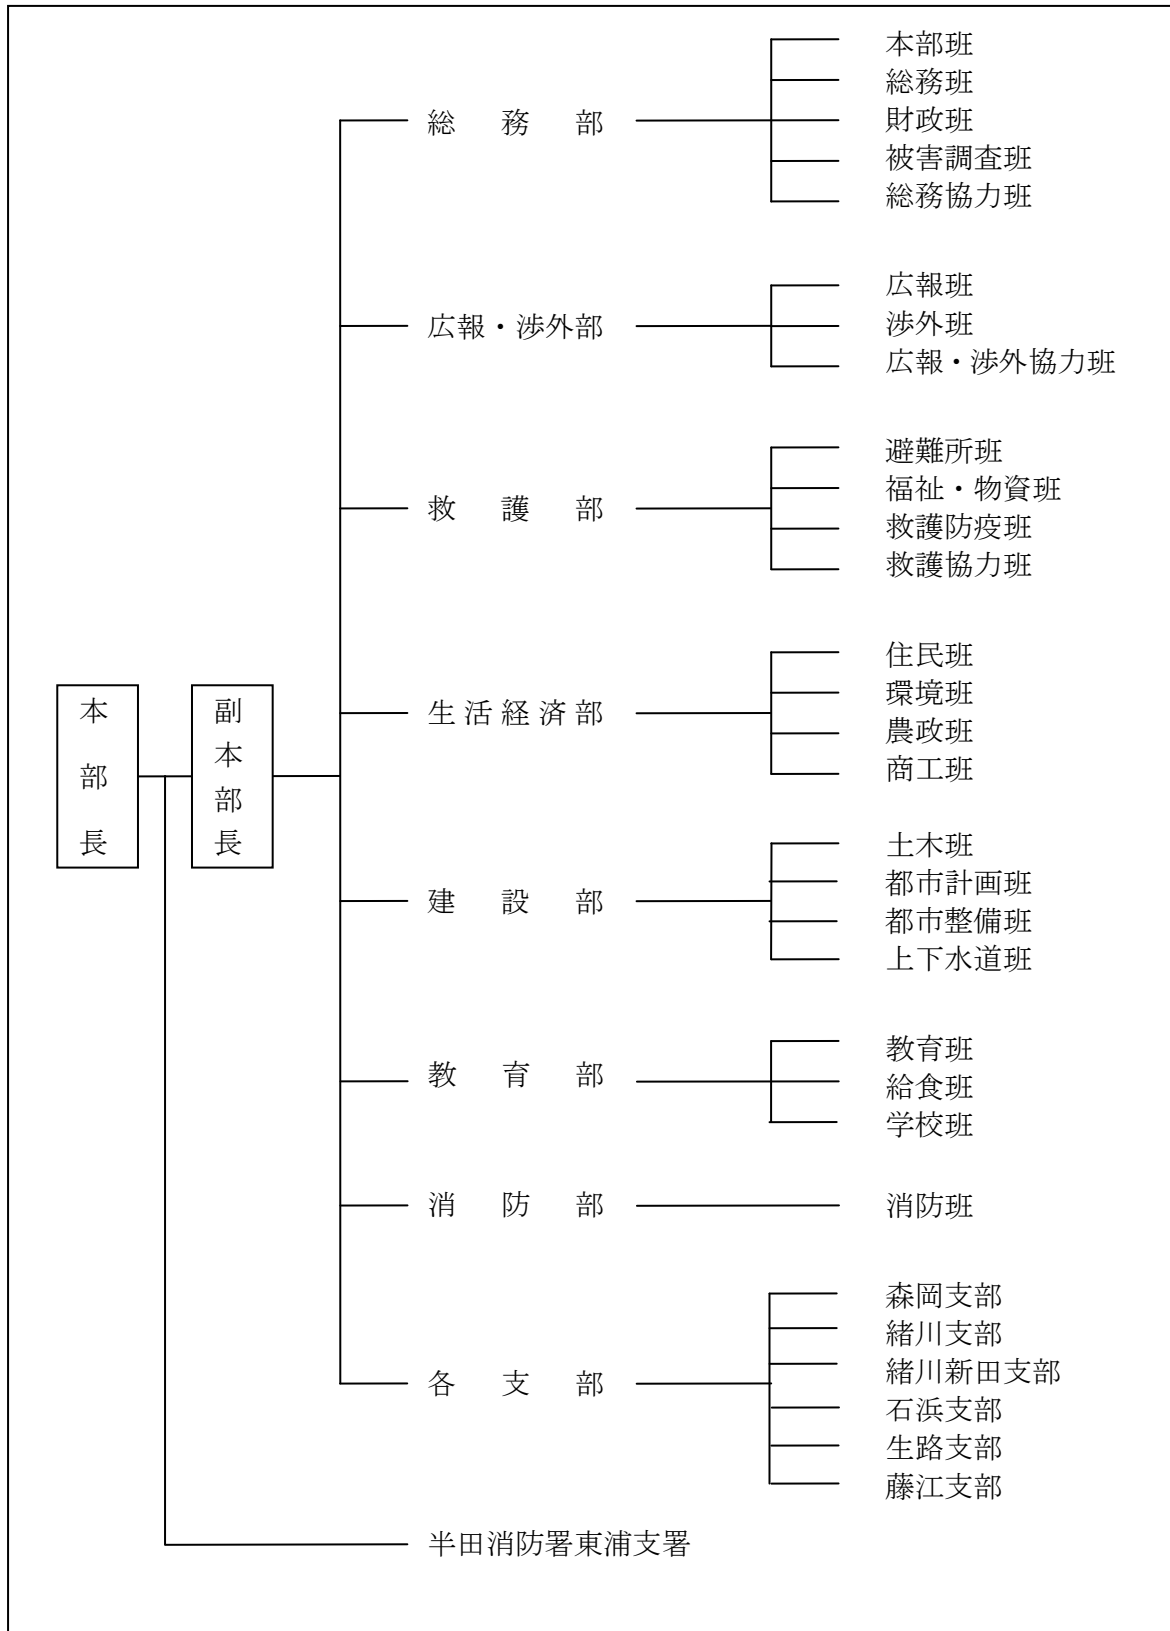 本部長
副本部長
総務部
本部班
総務班
財政班
被害調査班
総務協力班
広報・渉外部
広報班
渉外班
広報・渉外協力班
救護部
避難所班
福祉・物資班
救護防疫班
救護協力班
生活経済部
住民班
環境班
農政班
商工班
建設部
土木班
都市計画班
都市整備班
上下水道班
教育部
教育班
給食班
学校班
消防部
消防班
各支部
森岡支部
緒川支部
緒川新田支部
石浜支部
生路支部
藤江支部
半田消防署東浦支署